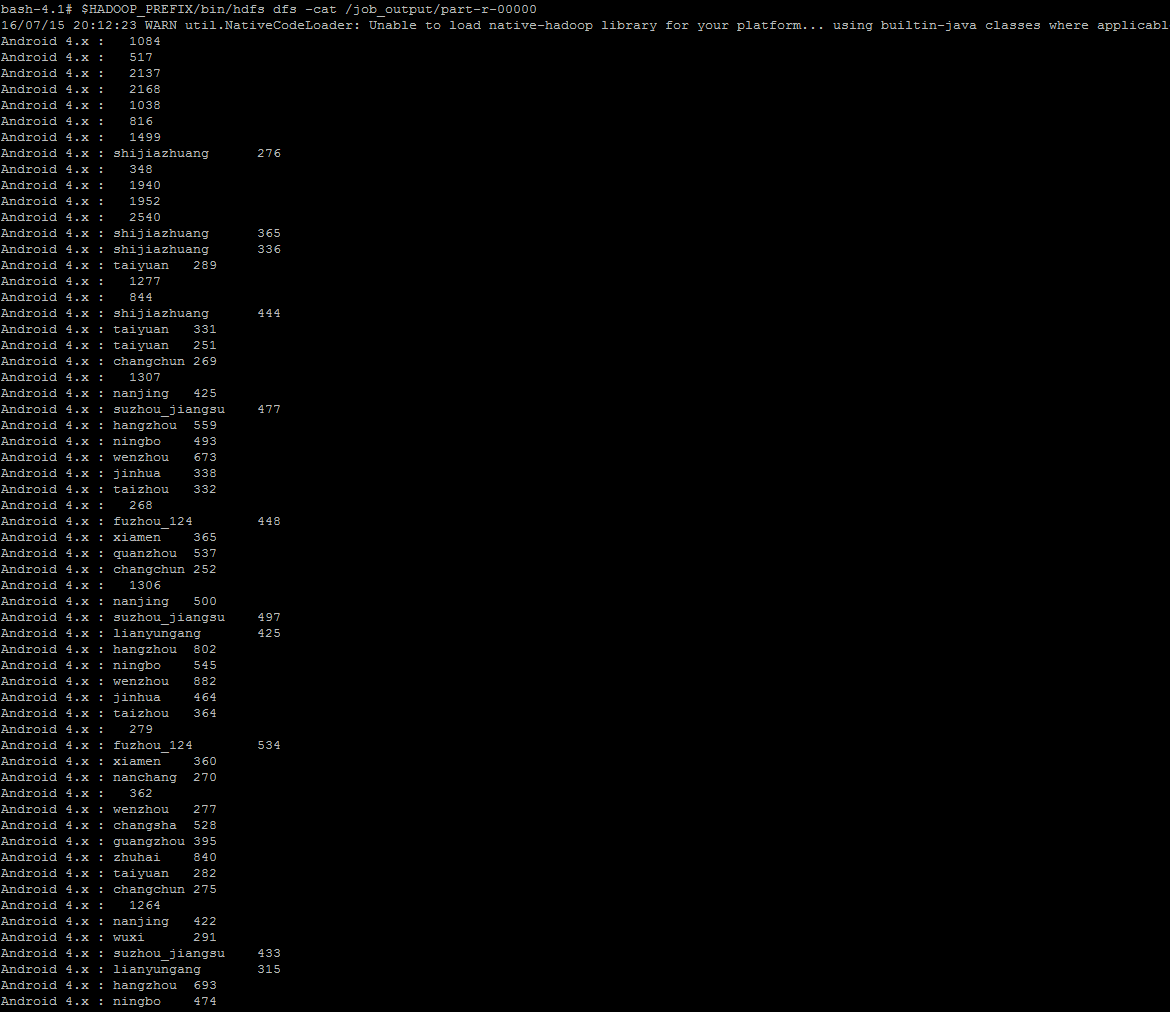 bash-4.1# $HADOOP_PREFIX/bin/hdfs dfs -cat /job_output/part-r-00000
16/07/15 20:12:23 WARN util.NativeCodeLoader: Unable to load native-hadoop library for your platform... using builtin-java classes where applicabl
Android 4.x :   1084
Android 4.x :   517
Android 4.x :   2137
Android 4.x :   2168
Android 4.x :   1038
Android 4.x :   816
Android 4.x :   1499
Android 4.x : shijiazhuang      276
Android 4.x :   348
Android 4.x :   1940
Android 4.x :   1952
Android 4.x :   2540
Android 4.x : shijiazhuang      365
Android 4.x : shijiazhuang      336
Android 4.x : taiyuan   289
Android 4.x :   1277
Android 4.x :   844
Android 4.x : shijiazhuang      444
Android 4.x : taiyuan   331
Android 4.x : taiyuan   251
Android 4.x : changchun 269
Android 4.x :   1307
Android 4.x : nanjing   425
Android 4.x : suzhou_jiangsu    477
Android 4.x : hangzhou  559
Android 4.x : ningbo    493
Android 4.x : wenzhou   673
Android 4.x : jinhua    338
Android 4.x : taizhou   332
Android 4.x :   268
Android 4.x : fuzhou_124        448
Android 4.x : xiamen    365
Android 4.x : quanzhou  537
Android 4.x : changchun 252
Android 4.x :   1306
Android 4.x : nanjing   500
Android 4.x : suzhou_jiangsu    497
Android 4.x : lianyungang       425
Android 4.x : hangzhou  802
Android 4.x : ningbo    545
Android 4.x : wenzhou   882
Android 4.x : jinhua    464
Android 4.x : taizhou   364
Android 4.x :   279
Android 4.x : fuzhou_124        534
Android 4.x : xiamen    360
Android 4.x : nanchang  270
Android 4.x :   362
Android 4.x : wenzhou   277
Android 4.x : changsha  528
Android 4.x : guangzhou 395
Android 4.x : zhuhai    840
Android 4.x : taiyuan   282
Android 4.x : changchun 275
Android 4.x :   1264
Android 4.x : nanjing   422
Android 4.x : wuxi      291
Android 4.x : suzhou_jiangsu    433
Android 4.x : lianyungang       315
Android 4.x : hangzhou  693
Android 4.x : ningbo    474